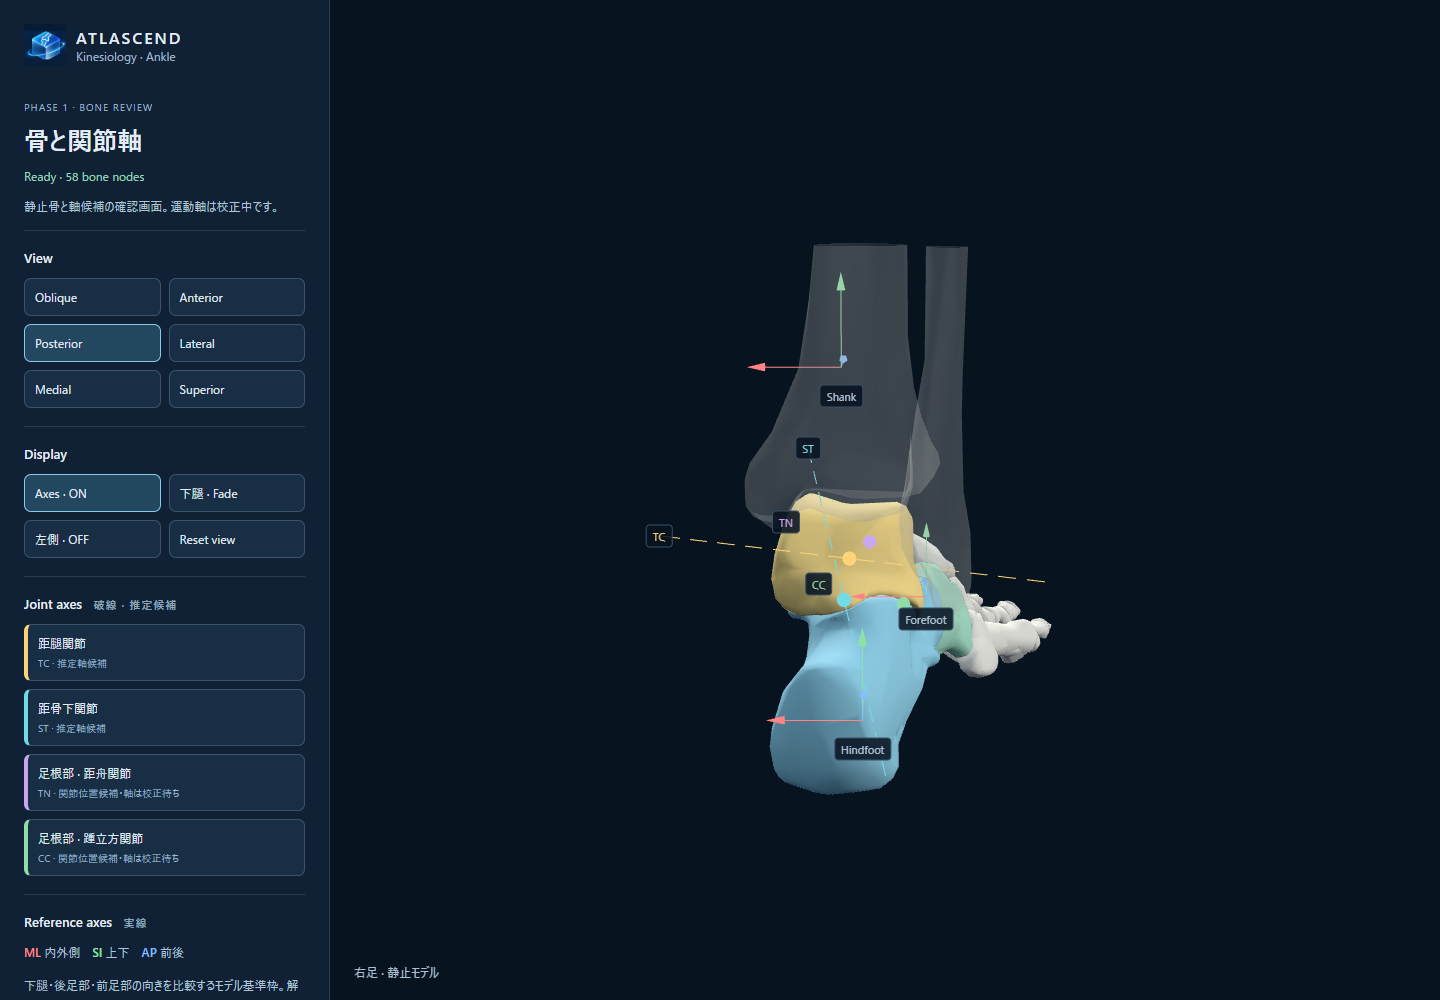 ATLASCEND
Kinesiology · Ankle
PHASE 1 · BONE REVIEW
骨と関節軸
Ready · 58 bone nodes
静止骨と軸候補の確認画面。運動軸は校正中です。
View
Oblique
Anterior
Posterior
Lateral
Medial
Superior
Display
Axes · ON
下腿 · Fade
左側 · OFF
Reset view
Joint axes 破線 · 推定候補
距腿関節
TC · 推定軸候補
距骨下関節
ST · 推定軸候補
足根部 · 距舟関節
TN · 関節位置候補・軸は校正待ち
足根部 · 踵立方関節
CC · 関節位置候補・軸は校正待ち
Reference axes 実線
ML 内外側 SI 上下 AP 前後
下腿・後足部・前足部の向きを比較するモデル基準枠。解
Shank
ST
TN
TC
CC
Forefoot
Hindfoot
右足 · 静止モデル